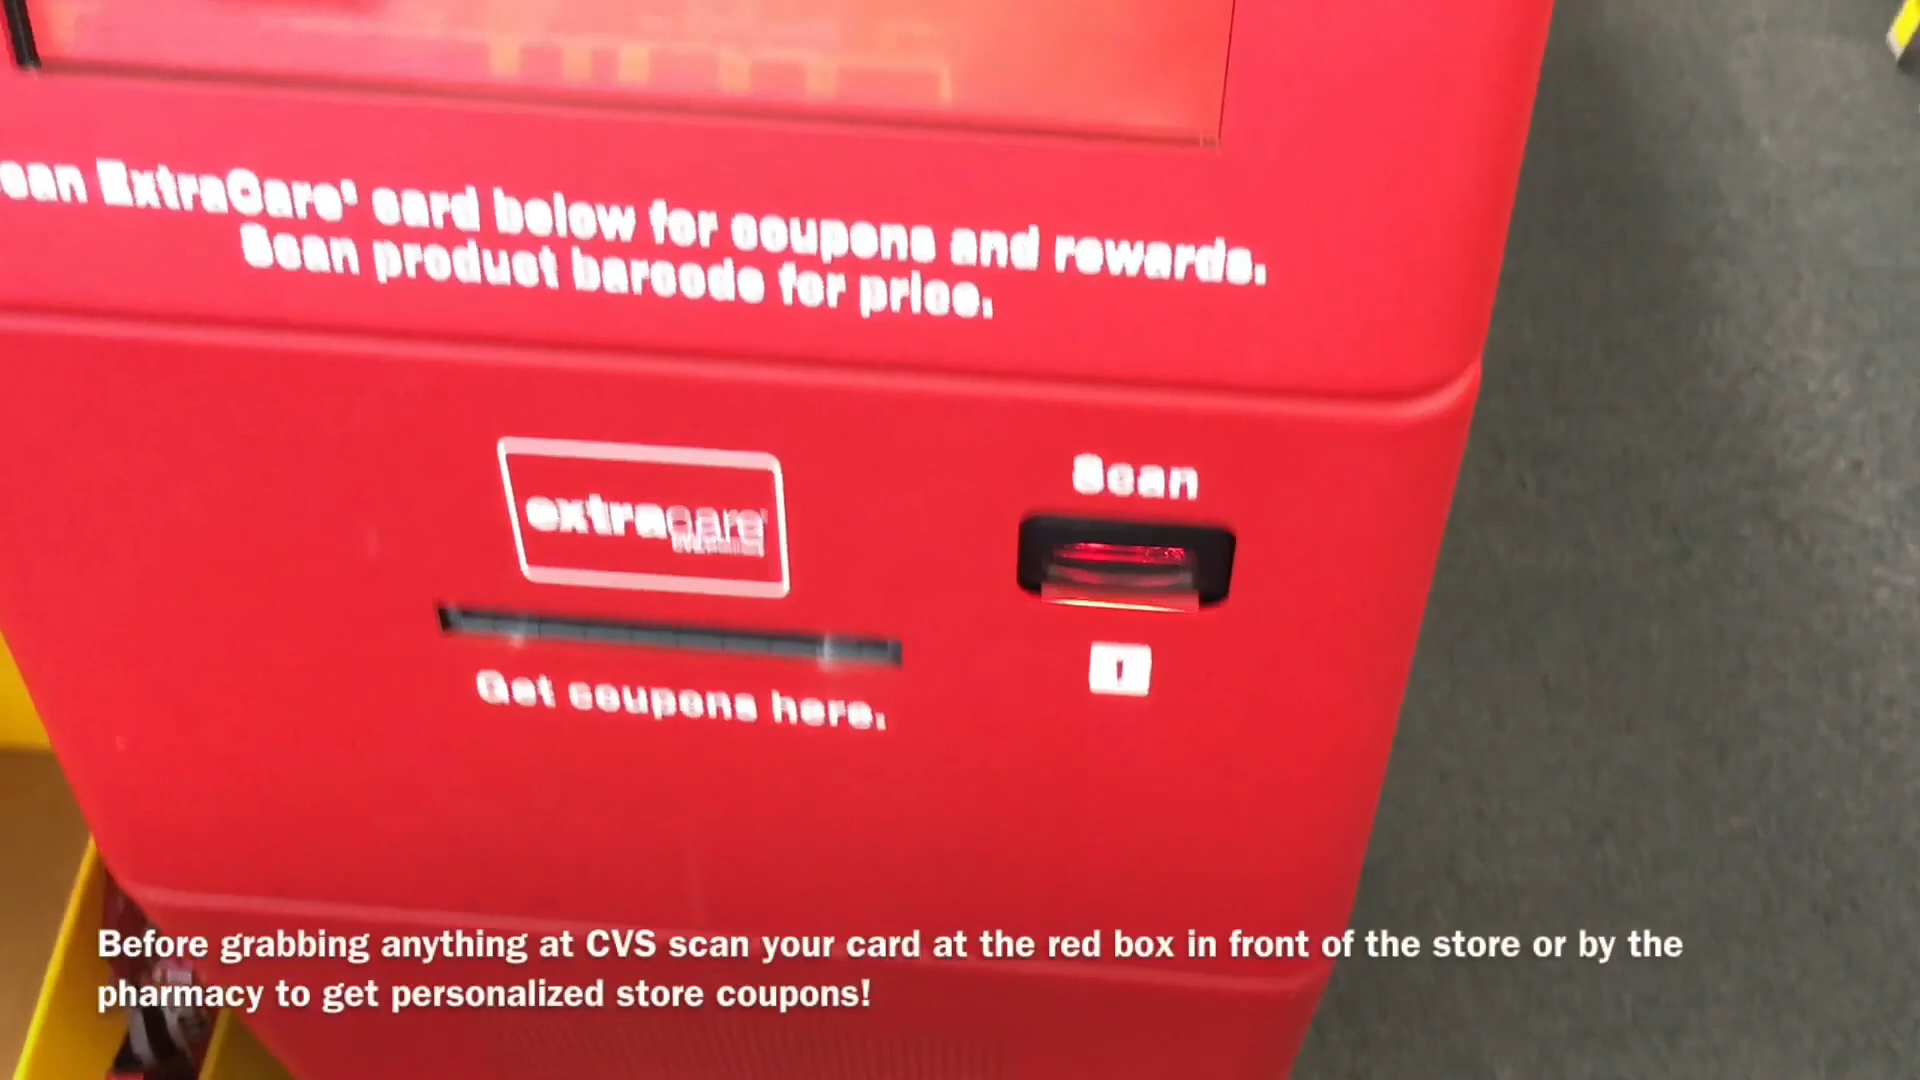 ExtraCare® card below for coupons and rewards.
Scan product barcode for price.
extracare
Scan
Get coupons here.
Before grabbing anything at CVS scan your card at the red box in front of the store or by the
pharmacy to get personalized store coupons!